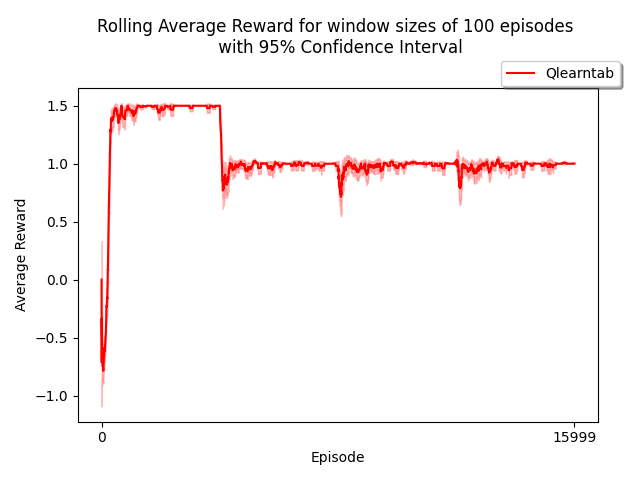 Rolling Average Reward for window sizes of 100 episodes
with 95% Confidence Interval
Qlearntab
1.5
1.0
0.5
0.0
−0.5
−1.0
Average Reward
0
15999
Episode